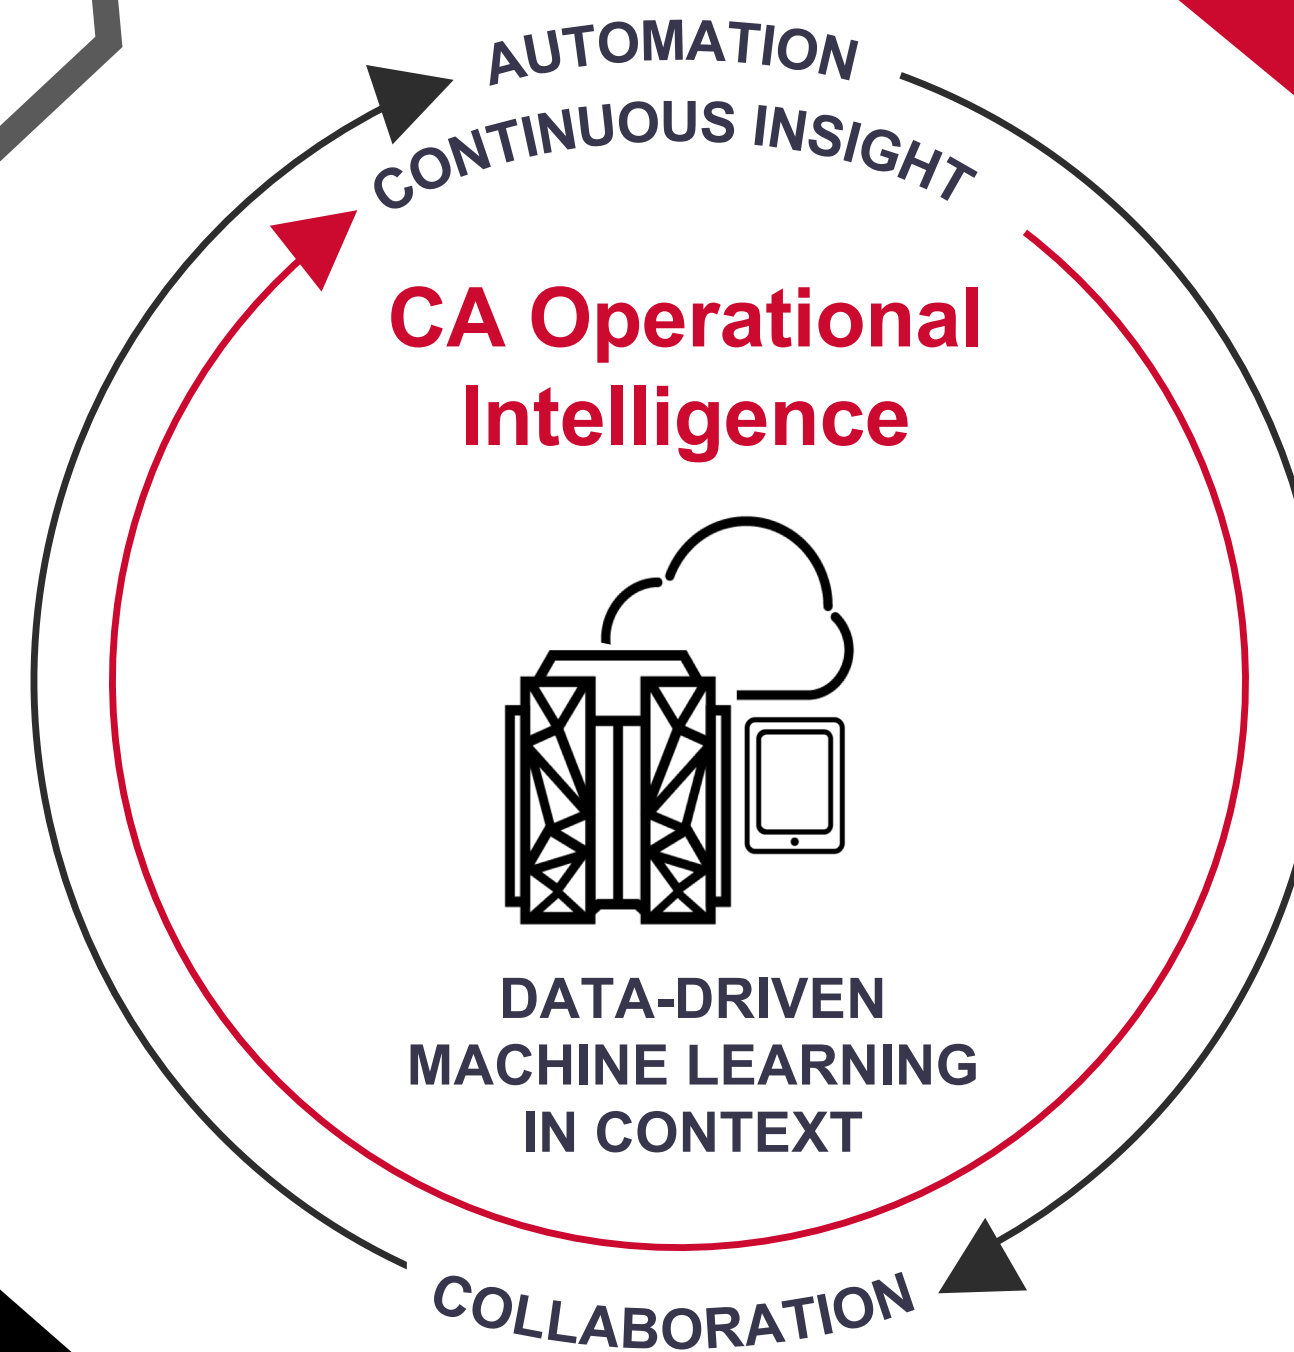 AUTOMATION
CONTINUOUS INSIGHT
CA Operational
Intelligence
DATA-DRIVEN
MACHINE LEARNING
IN CONTEXT
COLLABORATION